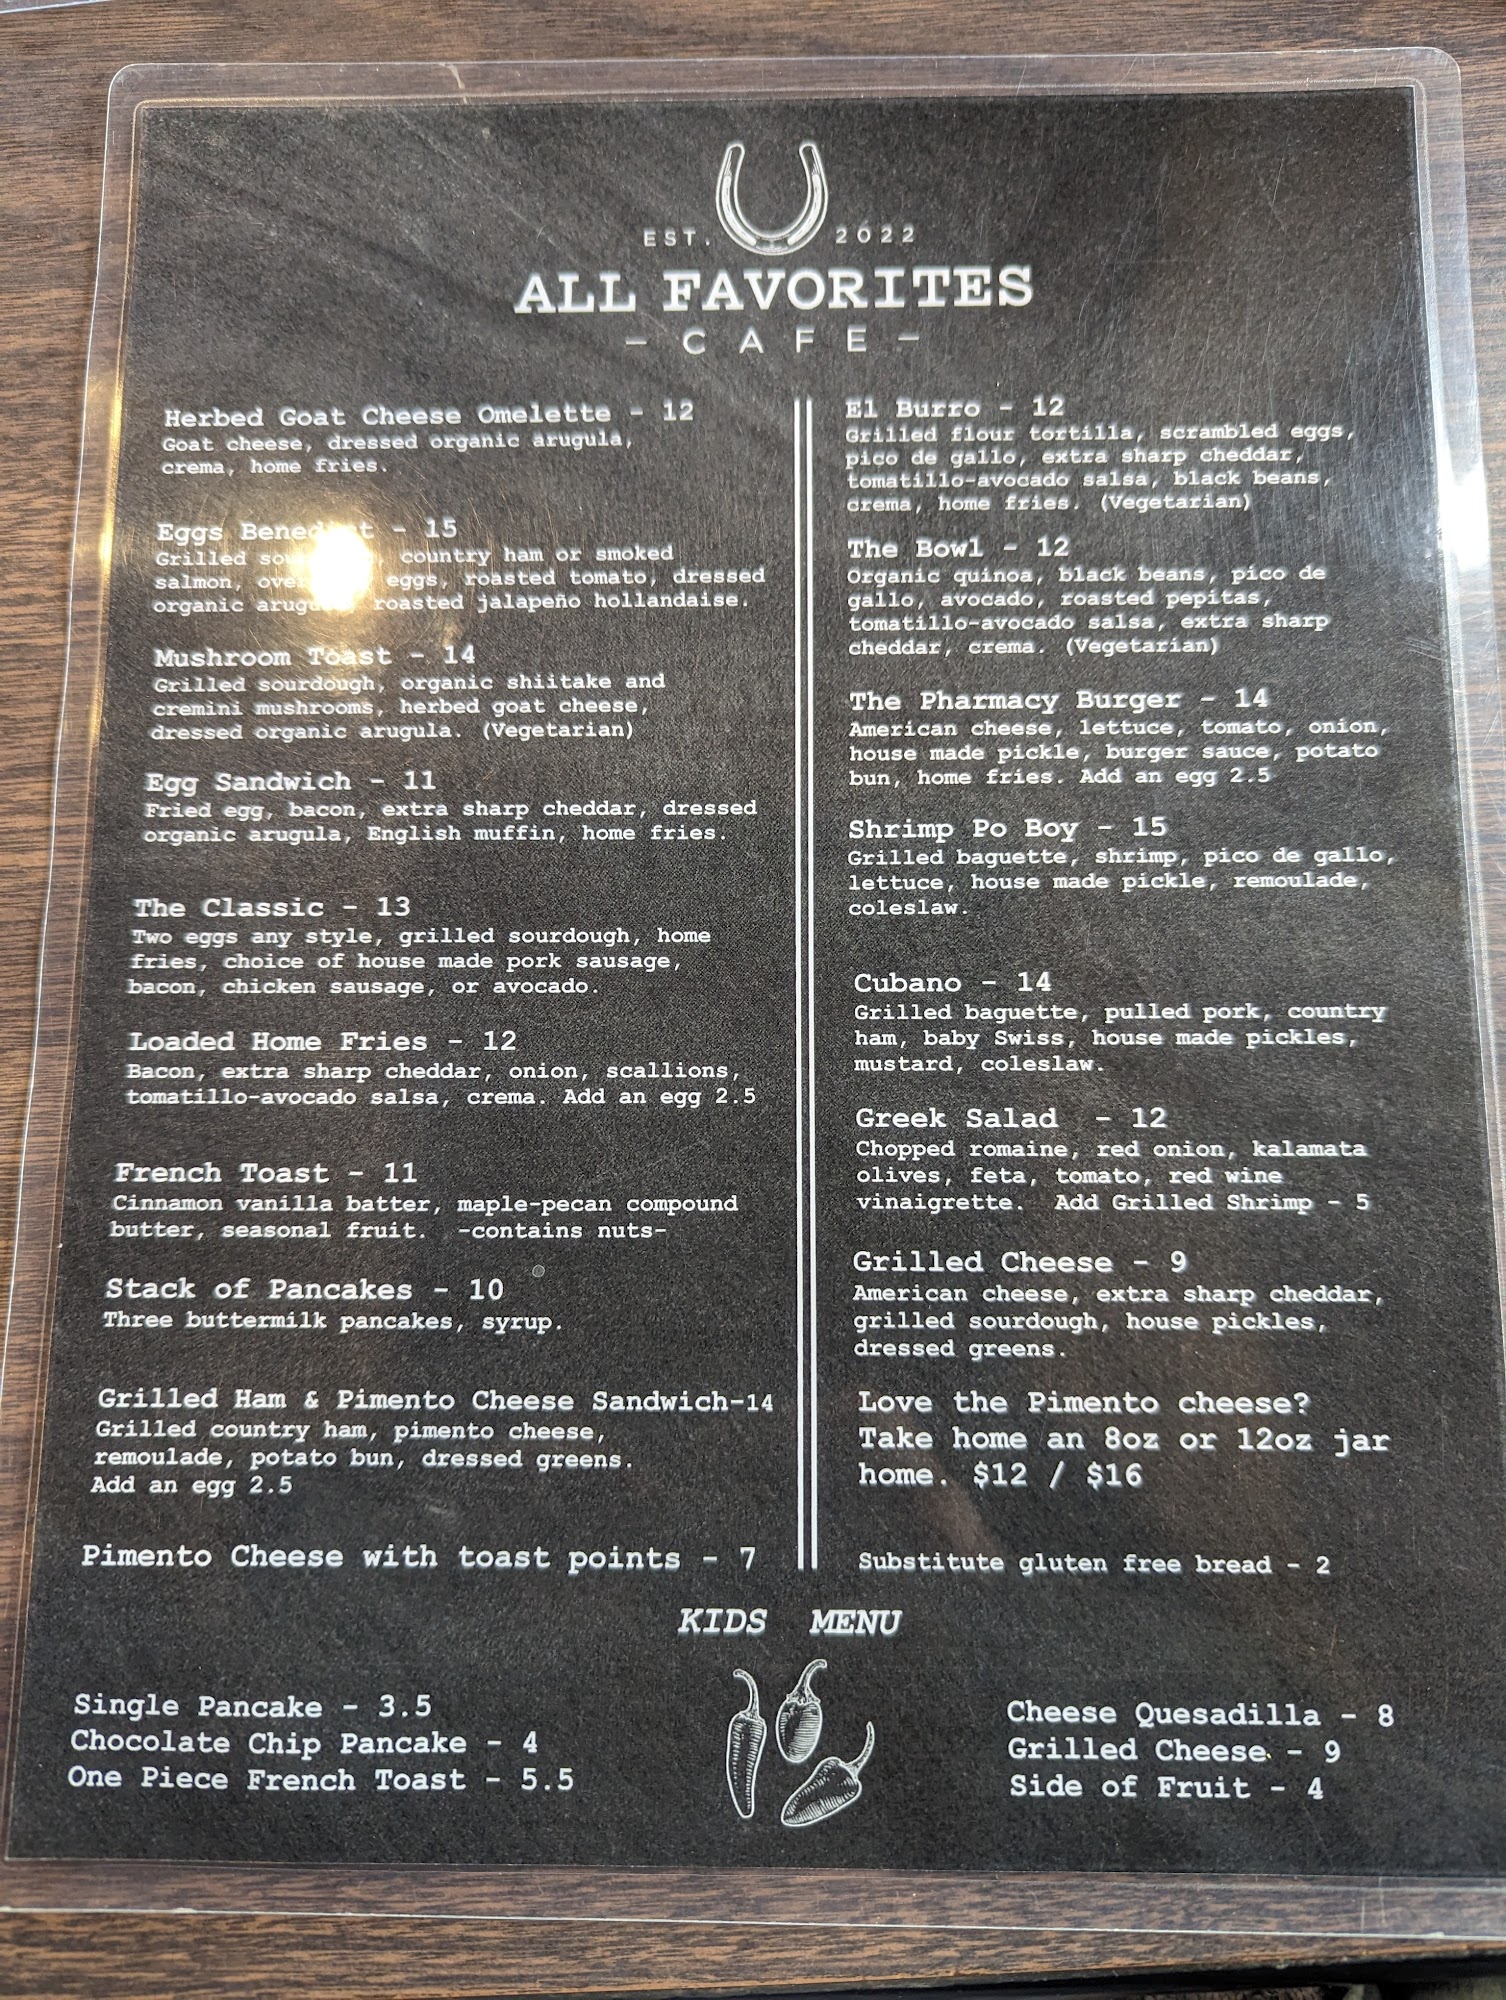 EST. 2022
ALL FAVORITES
- CAFE -
Herbed Goat Cheese Omelette - 12
Goat cheese, dressed organic arugula,
crema, home fries.
Eggs - 15
Grilled country ham or smoked
salmon, eggs, roasted tomato, dressed
organic roasted jalapeño hollandaise.
Mushroom Toast - 14
Grilled sourdough, organic shiitake and
cremini mushrooms, herbed goat cheese,
dressed organic arugula. (Vegetarian)
Egg Sandwich - 11
Fried egg, bacon, extra sharp cheddar, dressed
organic arugula, English muffin, home fries.
The Classic - 13
Two eggs any style, grilled sourdough, home
fries, choice of house made pork sausage,
bacon, chicken sausage, or avocado.
Loaded Home Fries - 12
Bacon, extra sharp cheddar, onion, scallions,
tomatillo-avocado salsa, crema. Add an egg 2.5
French Toast - 11
Cinnamon vanilla batter, maple-pecan compound
butter, seasonal fruit. -contains nuts-
Stack of Pancakes - 10
Three buttermilk pancakes, syrup.
Grilled Ham & Pimento Cheese Sandwich-14
Grilled country ham, pimento cheese,
remoulade, potato bun, dressed greens.
Add an egg 2.5
Pimento Cheese with toast points - 7
El Burro - 12
Grilled flour tortilla, scrambled eggs,
pico de gallo, extra sharp cheddar,
tomatillo-avocado salsa, black beans,
crema, home fries. (Vegetarian)
The Bowl - 12
Organic quinoa, black beans, pico de
gallo, avocado, roasted pepitas,
tomatillo-avocado salsa, extra sharp
cheddar, crema. (Vegetarian)
The Pharmacy Burger - 14
American cheese, lettuce, tomato, onion,
house made pickle, burger sauce, potato
bun, home fries. Add an egg 2.5
Shrimp Po Boy - 15
Grilled baguette, shrimp, pico de gallo,
lettuce, house made pickle, remoulade,
coleslaw.
Cubano - 14
Grilled baguette, pulled pork, country
ham, baby Swiss, house made pickles,
mustard, coleslaw.
Greek Salad - 12
Chopped romaine, red onion, kalamata
olives, feta, tomato, red wine
vinaigrette. Add Grilled Shrimp - 5
Grilled Cheese - 9
American cheese, extra sharp cheddar,
grilled sourdough, house pickles,
dressed greens.
Love the Pimento cheese?
Take home an 8oz or 12oz jar
home. $12 / $16
Substitute gluten free bread - 2
KIDS MENU
Single Pancake - 3.5
Chocolate Chip Pancake - 4
One Piece French Toast - 5.5
Cheese Quesadilla - 8
Grilled Cheese - 9
Side of Fruit - 4